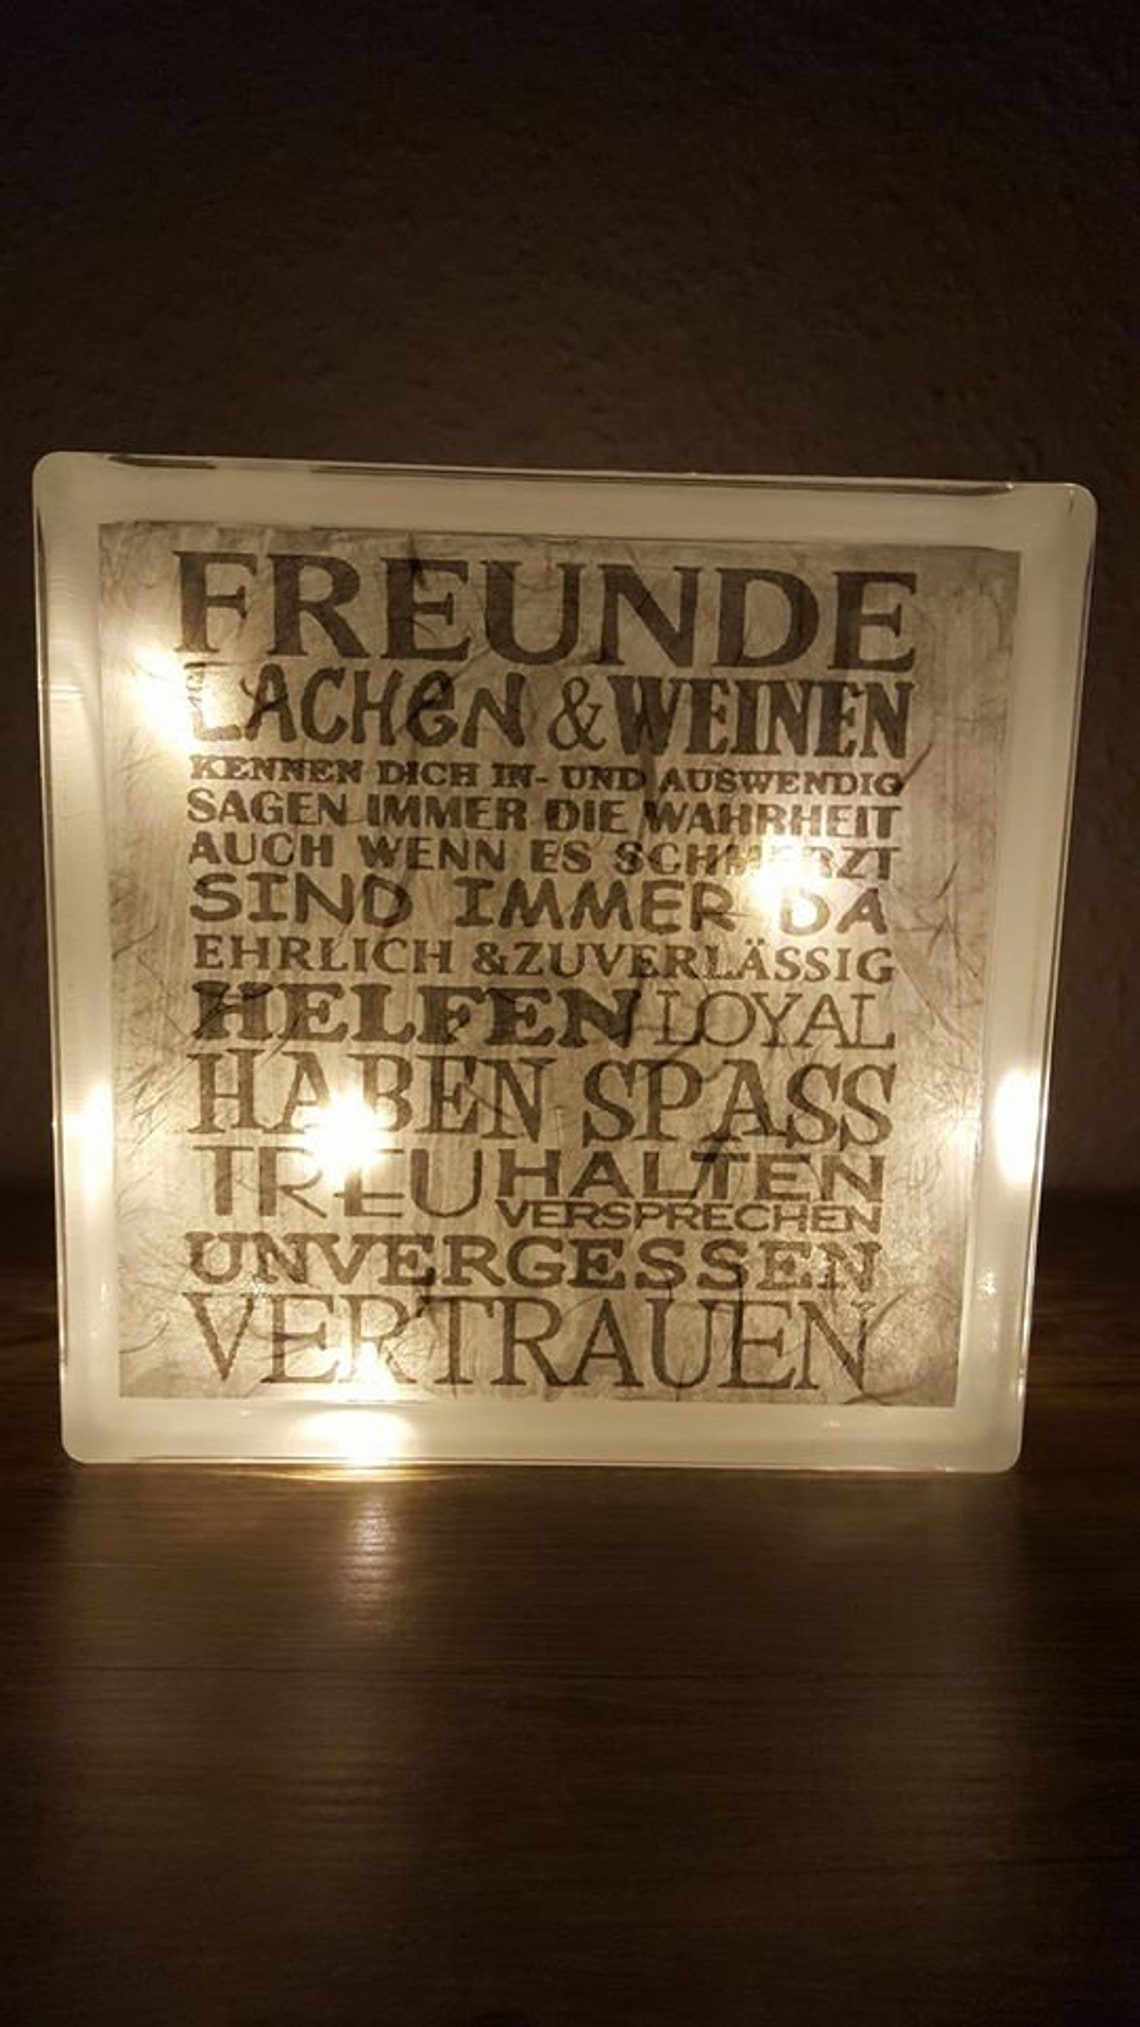 FREUNDE
LACHEN & WEINEN
KENNEN DICH IN- UND AUSWENDIG
SAGEN IMMER DIE WAHRHEIT
AUCH WENN ES SCHMERZT
SIND IMMER DA
EHRLICH & ZUVERLÄSSIG
HELFEN LOYAL
HABEN SPASS
TREU HALTEN
VERSPRECHEN
UNVERGESSEN
VERTRAUEN